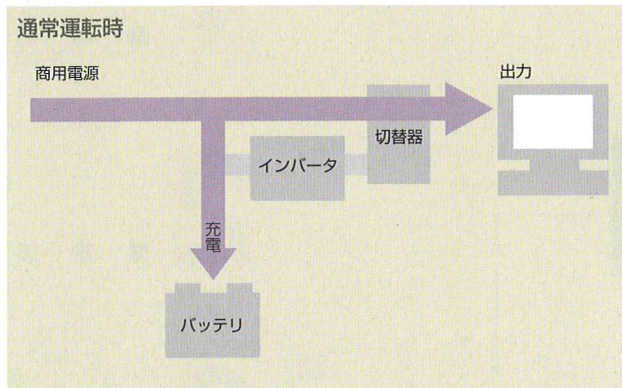 通常運転時
商用電源
出力
切替器
インバータ
充電
バッテリ